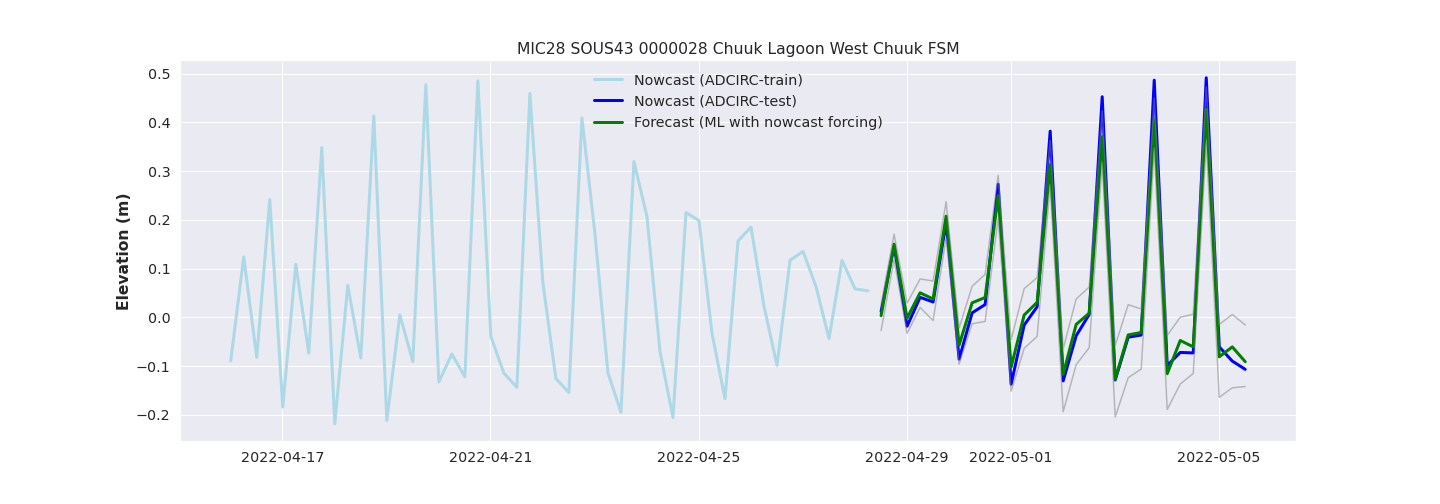 MIC28 SOUS43 0000028 Chuuk Lagoon West Chuuk FSM
Nowcast (ADCIRC-train)
Nowcast (ADCIRC-test)
Forecast (ML with nowcast forcing)
Elevation (m)
0.5
0.4
0.3
0.2
0.1
0.0
−0.1
−0.2
2022-04-17 2022-04-21 2022-04-25 2022-04-29 2022-05-01 2022-05-05